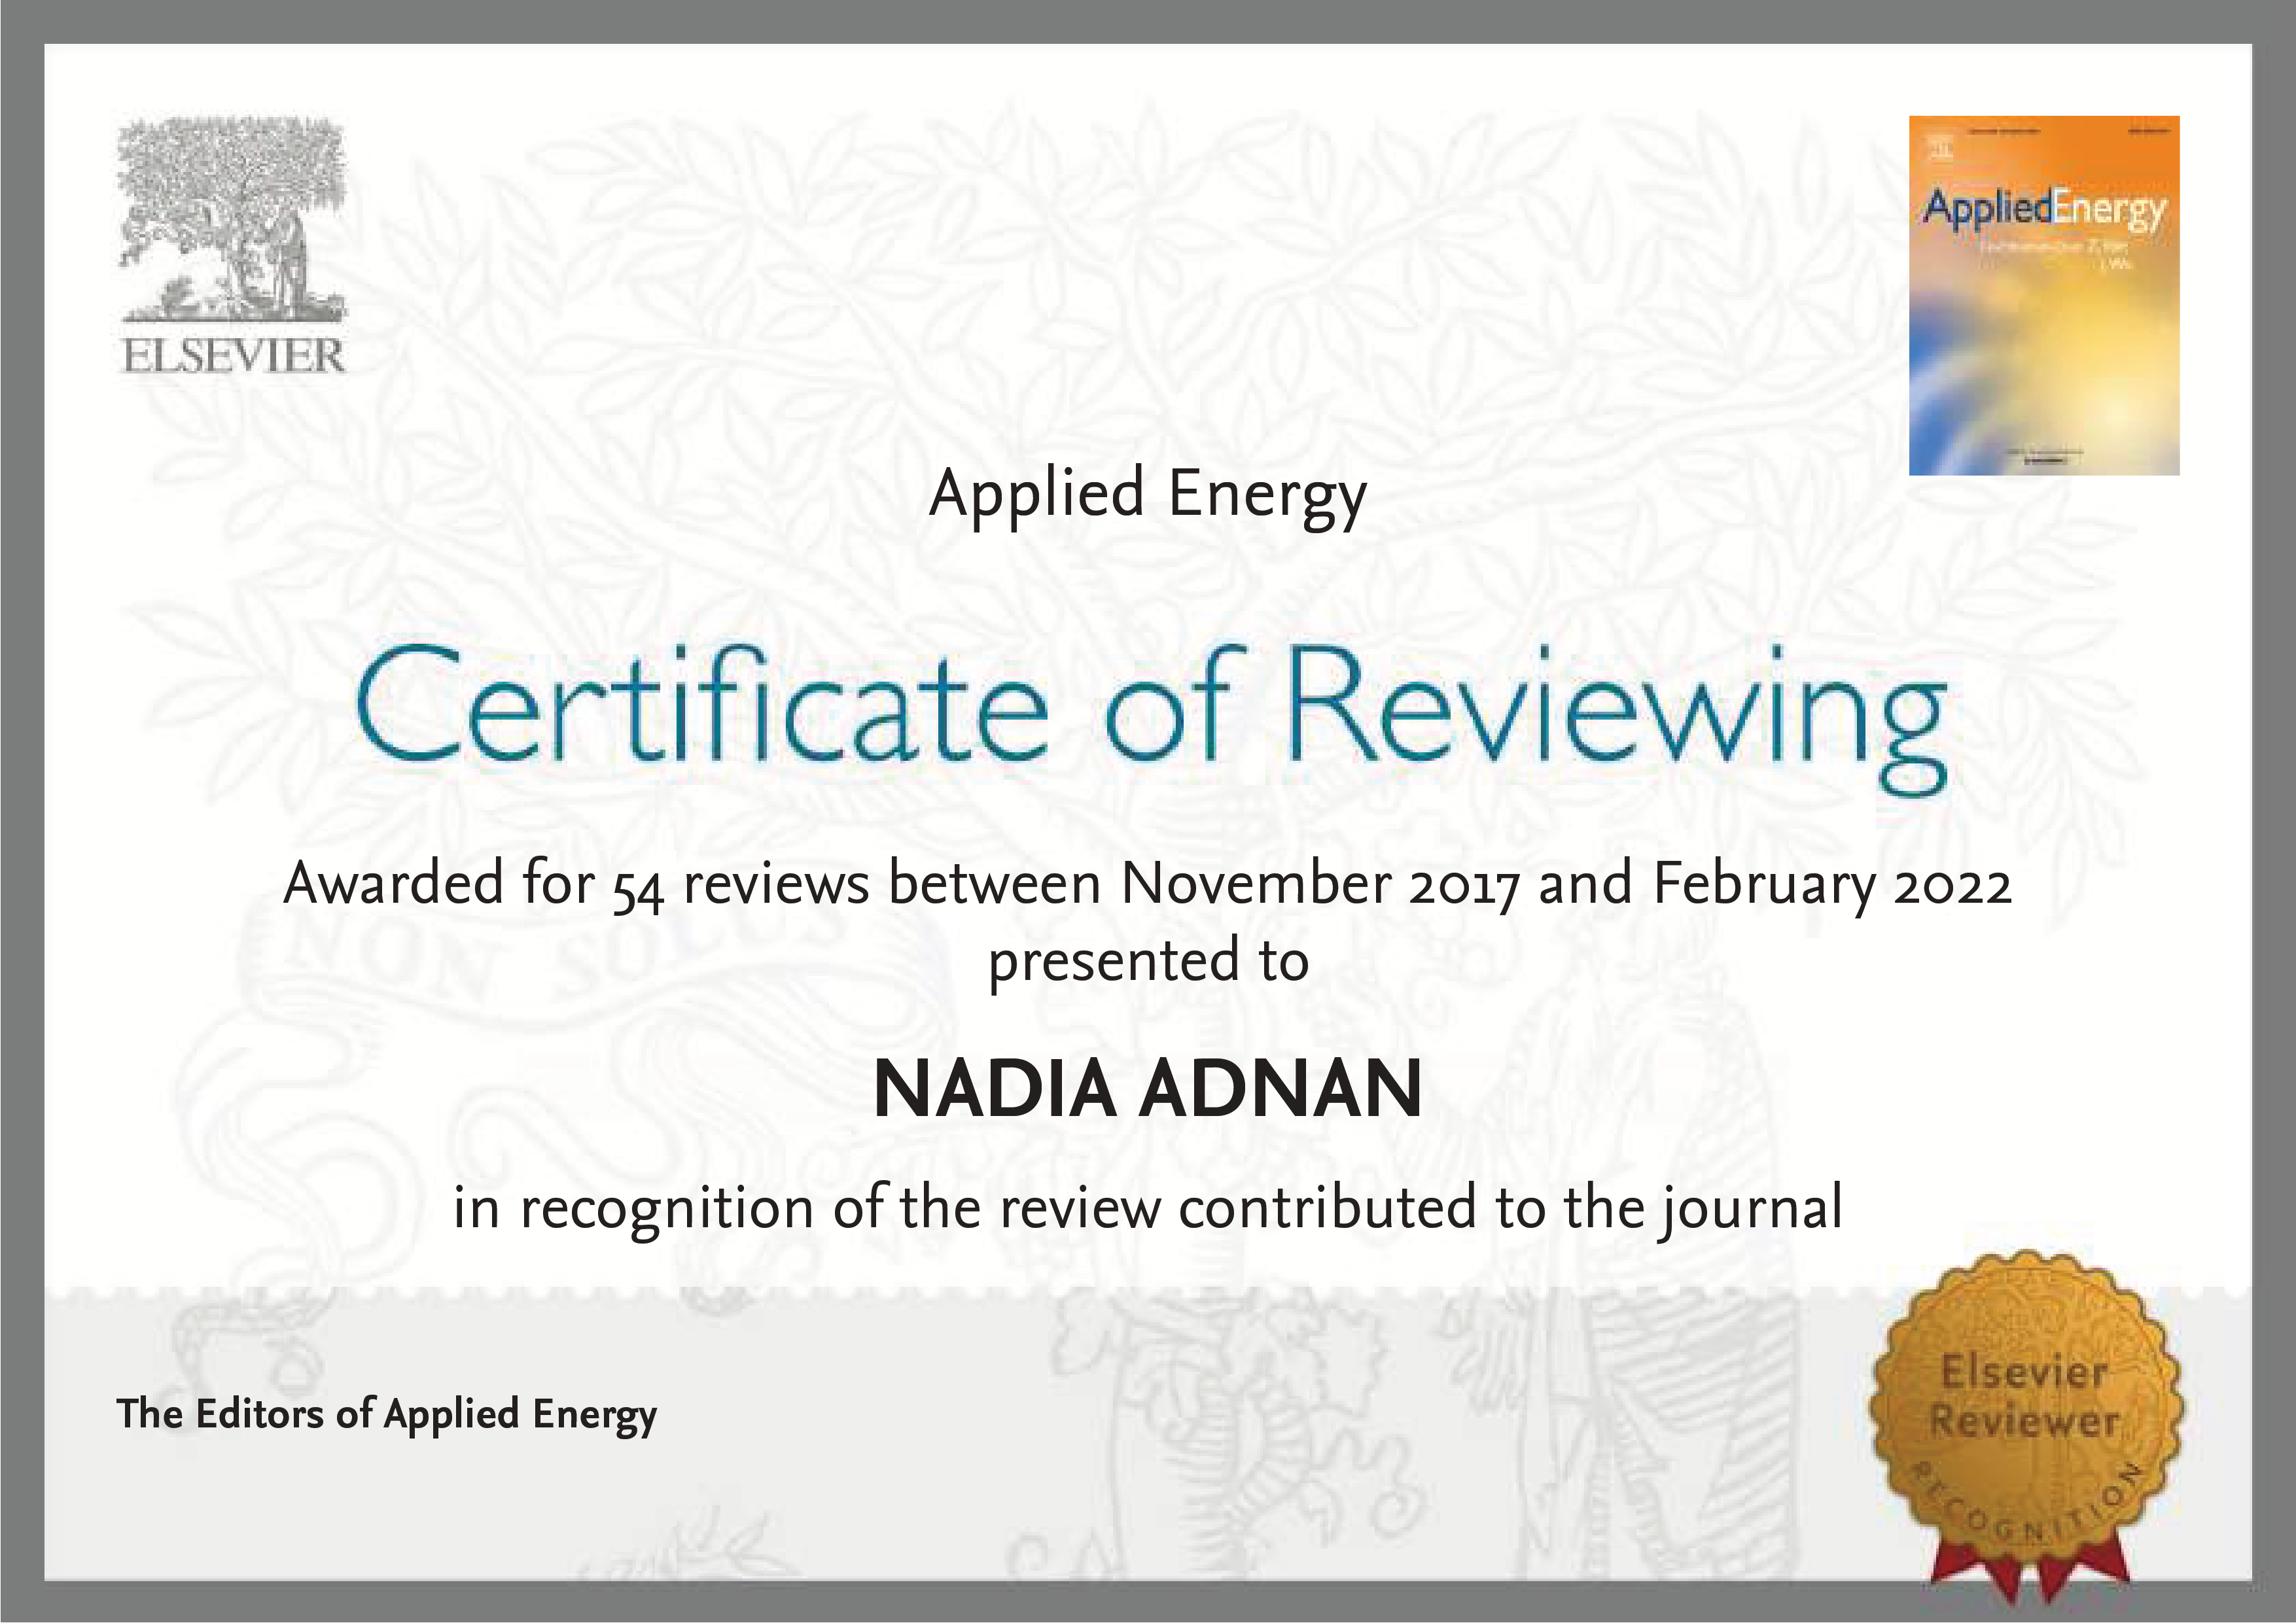 ELSEVIER
AppliedEnergy
Applied Energy
Certificate of Reviewing
Awarded for 54 reviews between November 2017 and February 2022
presented to
NON SOLUS
NADIA ADNAN
in recognition of the review contributed to the journal
The Editors of Applied Energy
Elsevier
Reviewer
RECOGNITION